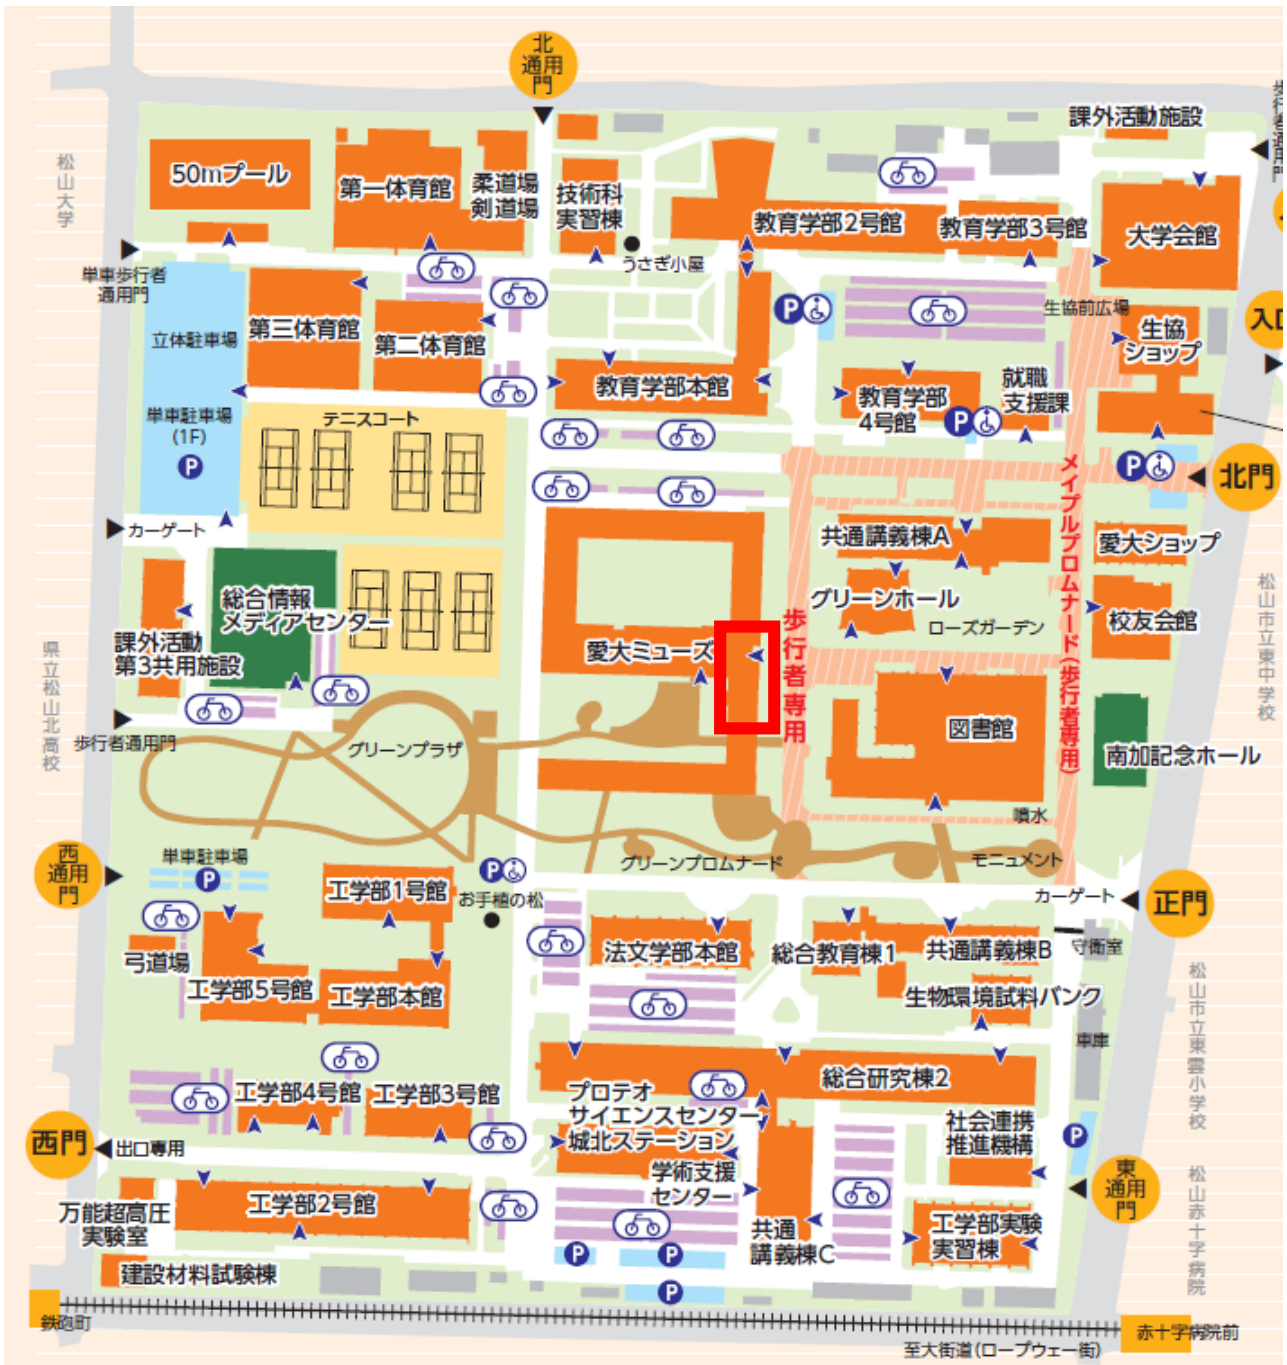 北
通用
門
課外活動施設
歩行者通用門
松山大学
50mプール
第一体育館
柔道場
剣道場
技術科
実習棟
教育学部2号館
教育学部3号館
大学会館
うさぎ小屋
単車歩行者
通用門
立体駐車場
第三体育館
第二体育館
P
生協前広場
生協
ショップ
入口
教育学部本館
教育学部
4号館
就職
支援課
P
単車駐車場
(1F)
P
テニスコート
P
北門
メイプルプロムナード(歩行者専用)
カーゲート
共通講義棟A
愛大ショップ
総合情報
メディアセンター
グリーンホール
ローズガーデン
校友会館
松山市立東中学校
課外活動
第3共用施設
愛大ミューズ
歩行者専用
県立松山北高校
歩行者通用門
グリーンプラザ
図書館
南加記念ホール
噴水
西
通用
門
単車駐車場
P
P
グリーンプロムナード
モニュメント
工学部1号館
お手植の松
カーゲート
正門
弓道場
工学部5号館
工学部本館
法文学部本館
総合教育棟1
共通講義棟B
守衛室
生物環境試料バンク
車庫
松山市立東雲小学校
工学部4号館
工学部3号館
プロテオ
サイエンスセンター
城北ステーション
総合研究棟2
社会連携
推進機構
P
西門
出口専用
学術支援
センター
東
通用
門
万能超高圧
実験室
工学部2号館
共通
講義棟C
工学部実験
実習棟
松山赤十字病院
建設材料試験棟
P
P
P
鉄砲町
赤十字病院前
至大街道(ロープウェー街)